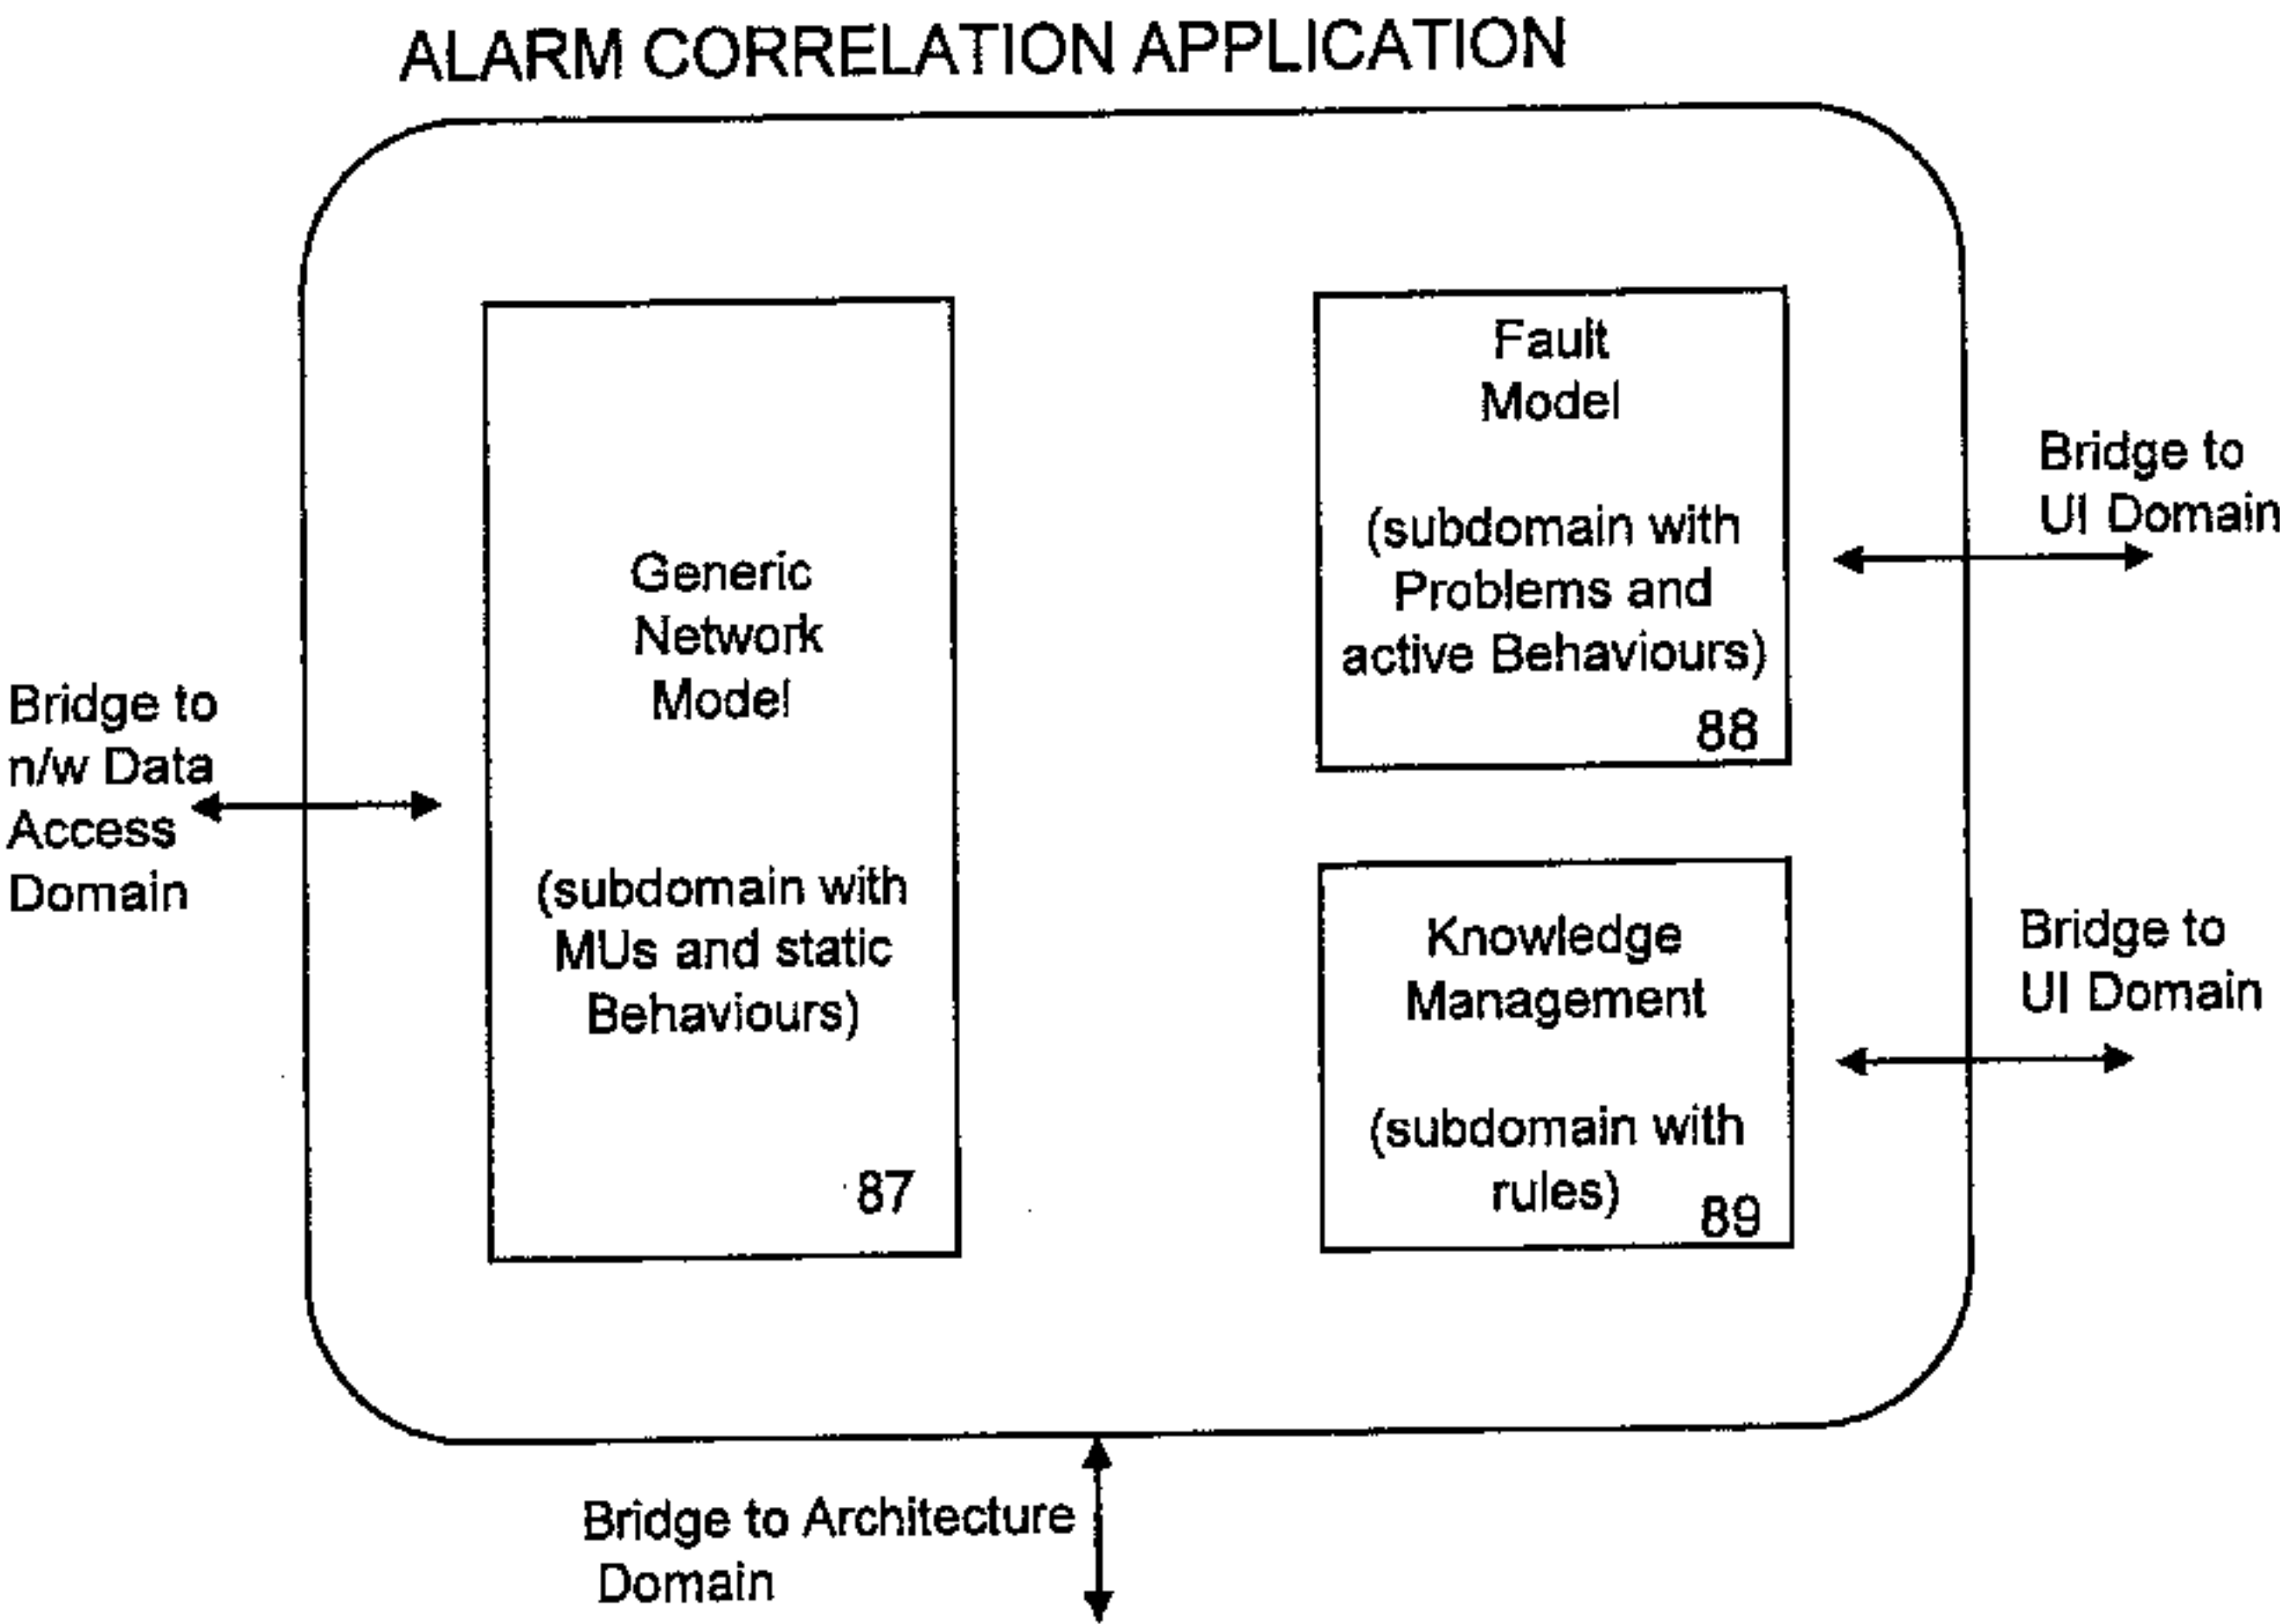 ALARM CORRELATION APPLICATION
Bridge to
n/w Data
Access
Domain
Generic
Network
Model
(subdomain with
MUs and static
Behaviours)
87
Fault
Model
(subdomain with
Problems and
active Behaviours)
88
Bridge to
UI Domain
Knowledge
Management
(subdomain with
rules)
89
Bridge to
UI Domain
Bridge to Architecture
Domain